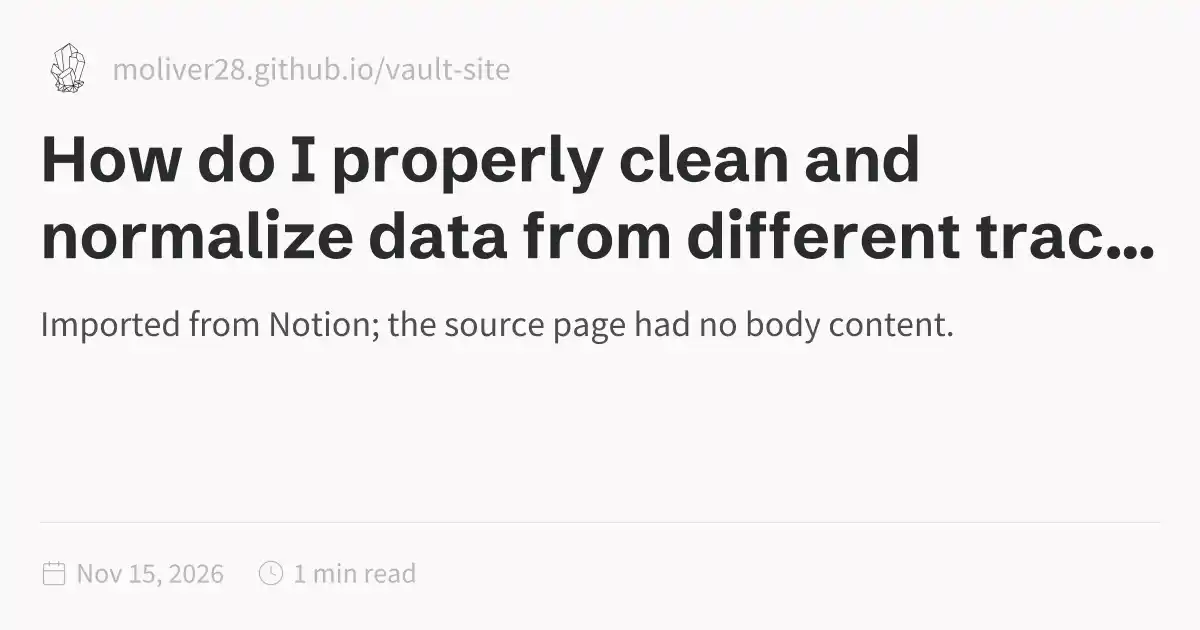 moliver28.github.io/vault-site
How do I properly clean and
normalize data from different trac...
Imported from Notion; the source page had no body content.
Nov 15, 2026
1 min read